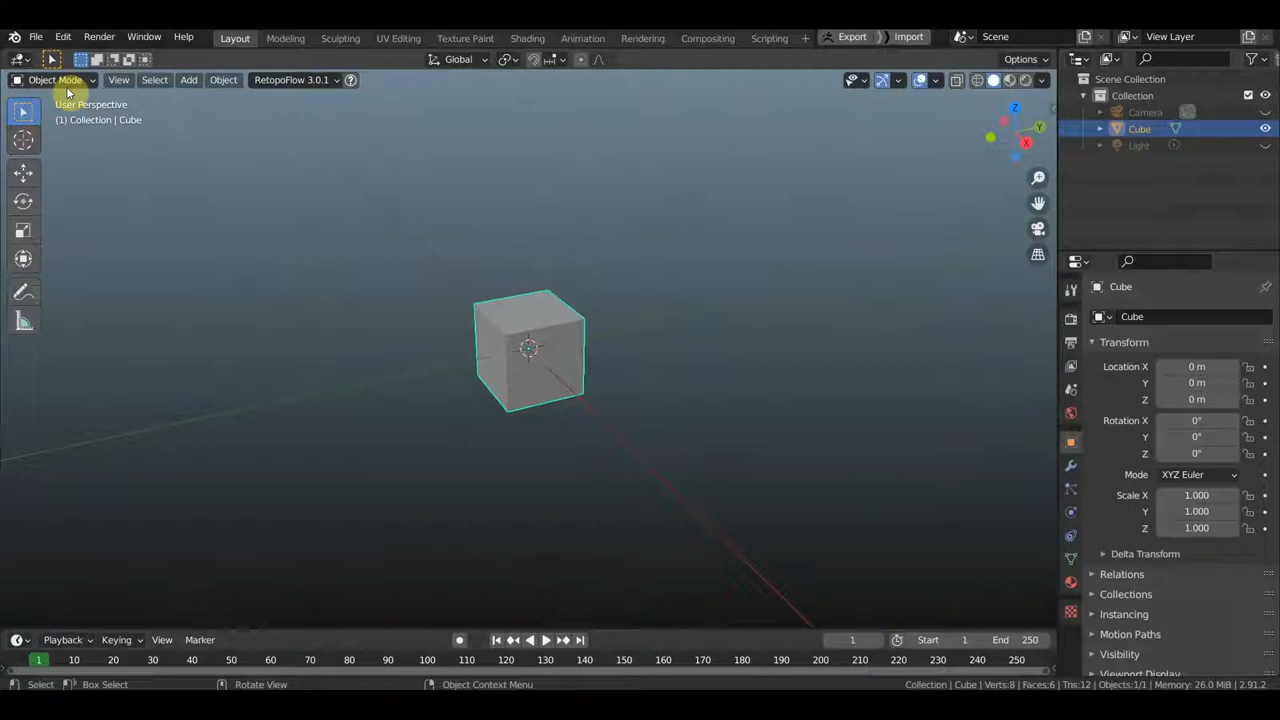 File Edit Render Window Help Layout Modeling Sculpting UV Editing Texture Paint Shading Animation Rendering Compositing Scripting + Export Import Scene View Layer
Global Options
Object Mode View Select Add Object RetopoFlow 3.0.1
User Perspective
(1) Collection | Cube
Z
Y
X
Scene Collection
Collection
Camera
Cube
Light
Cube
Cube
Transform
Location X 0 m
Y 0 m
Z 0 m
Rotation X 0°
Y 0°
Z 0°
Mode XYZ Euler
Scale X 1.000
Y 1.000
Z 1.000
Delta Transform
Relations
Collections
Instancing
Motion Paths
Visibility
Viewport Display
Playback Keying View Marker 1 Start 1 End 250
1 10 20 30 40 50 60 70 80 90 100 110 120 130 140 150 160 170 180 190 200 210 220 230 240 250
Select Box Select Rotate View Object Context Menu Collection | Cube | Verts:8 | Faces:6 | Tris:12 | Objects:1/1 | Memory: 26.0 MiB | 2.91.2